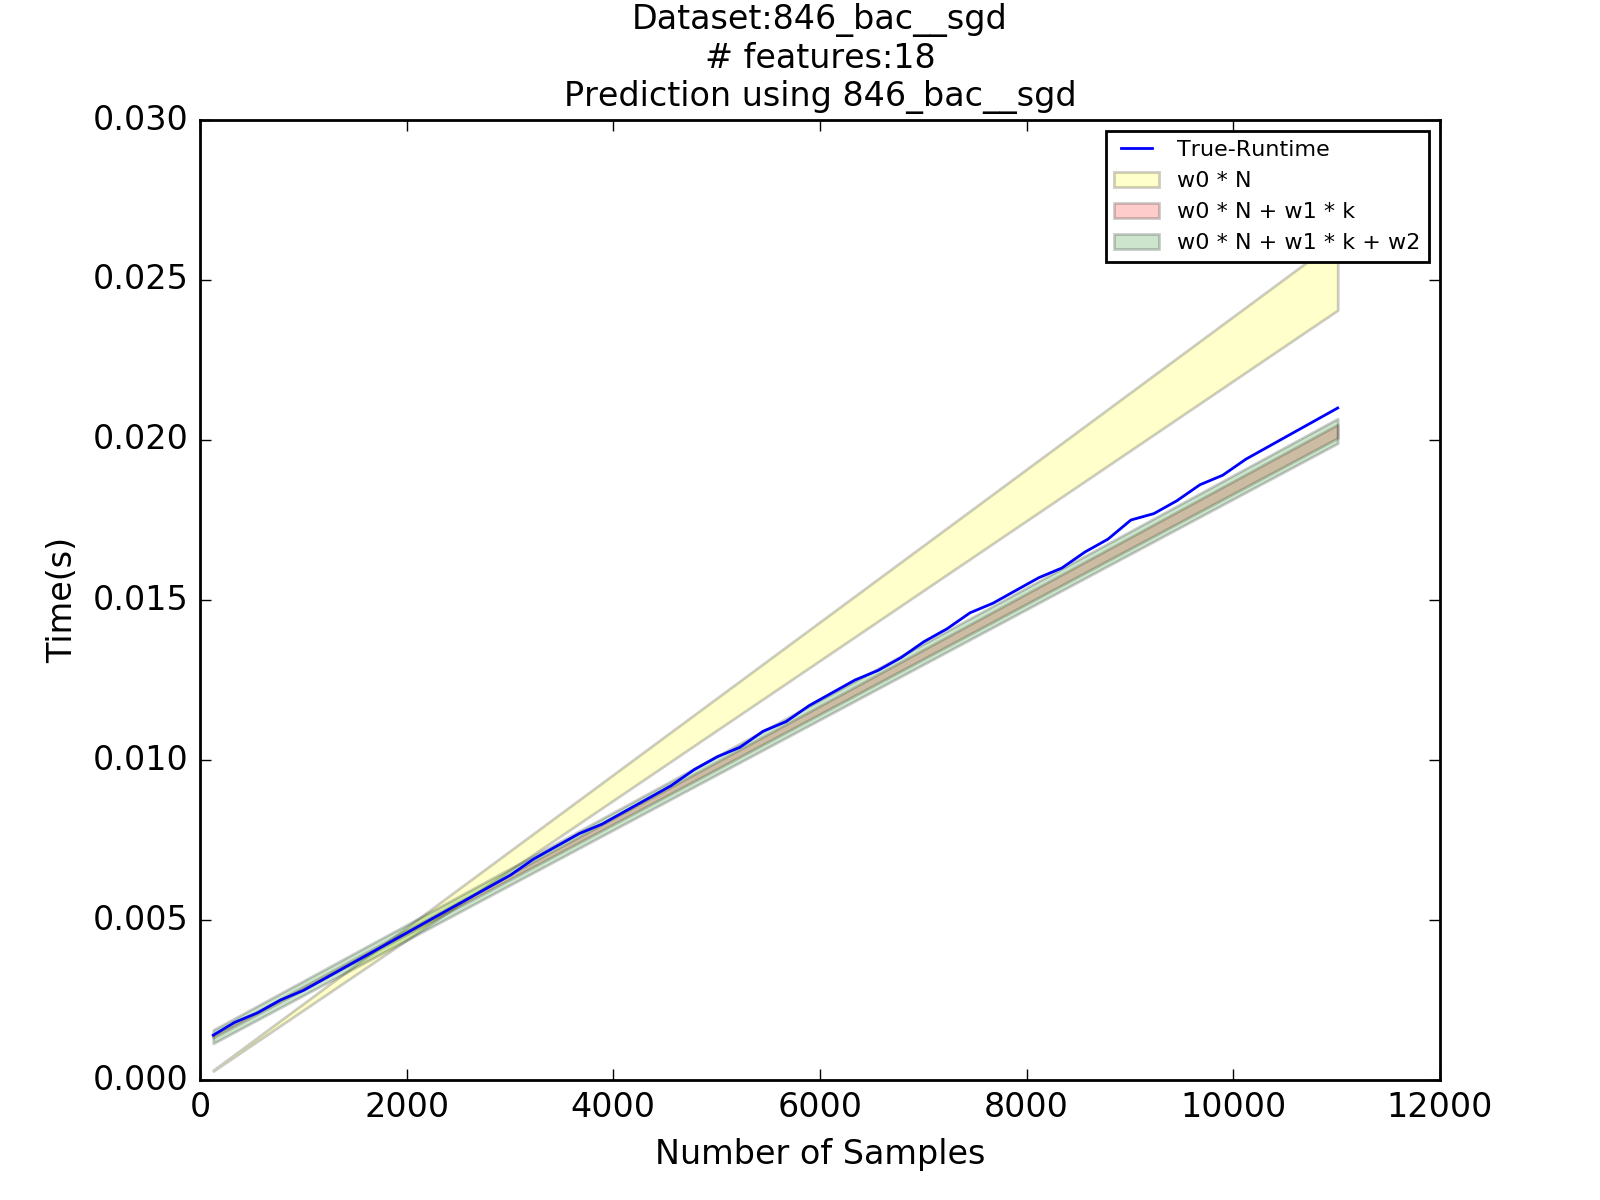 Dataset:846_bac__sgd
# features:18
Prediction using 846_bac__sgd
0.030
0.025
0.020
0.015
0.010
0.005
0.000
Time(s)
True-Runtime
w0 * N
w0 * N + w1 * k
w0 * N + w1 * k + w2
0 2000 4000 6000 8000 10000 12000
Number of Samples